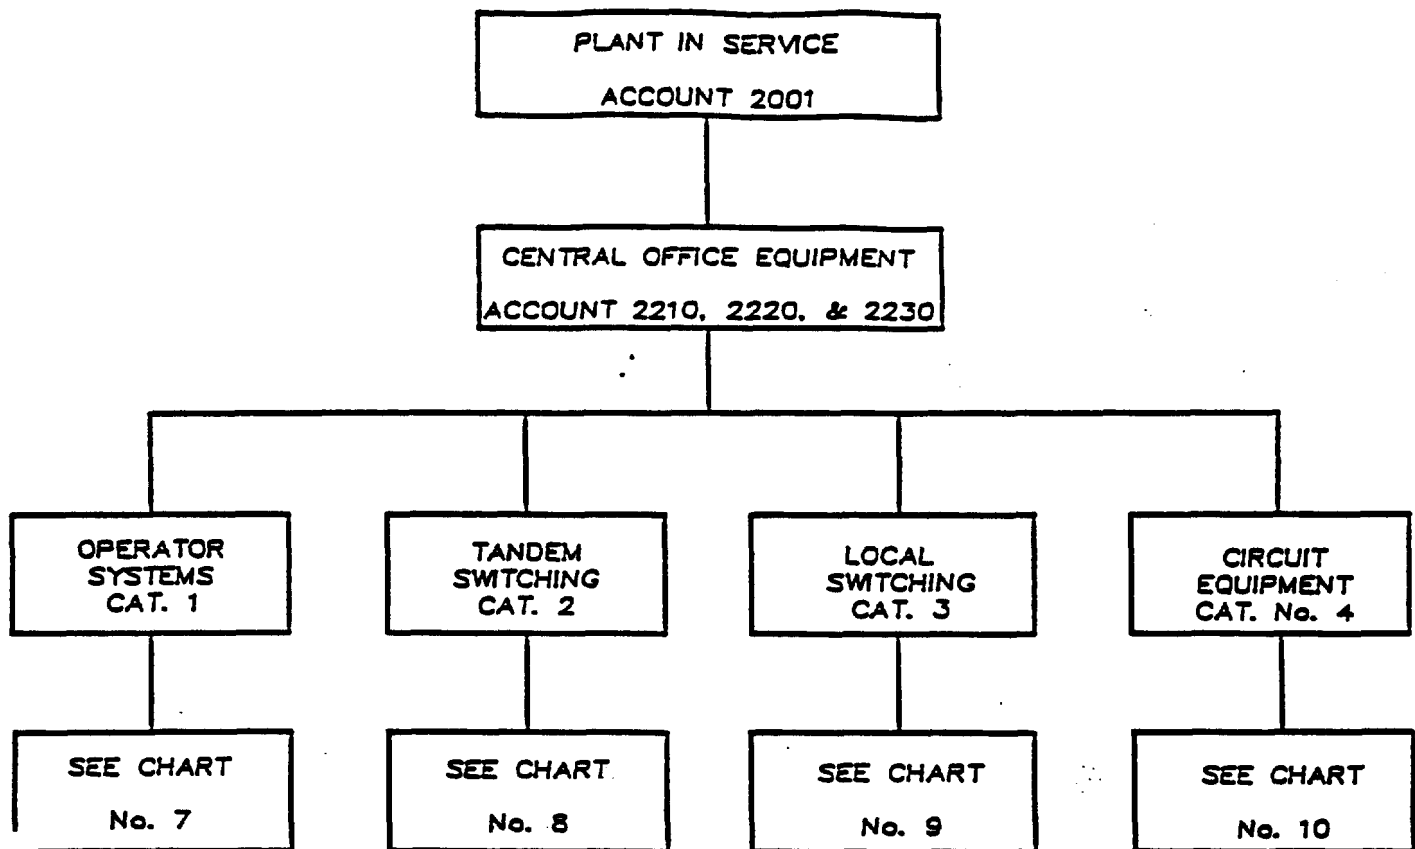 PLANT IN SERVICE
ACCOUNT 2001
CENTRAL OFFICE EQUIPMENT
ACCOUNT 2210, 2220, & 2230
OPERATOR
SYSTEMS
CAT. 1
TANDEM
SWITCHING
CAT. 2
LOCAL
SWITCHING
CAT. 3
CIRCUIT
EQUIPMENT
CAT. No. 4
SEE CHART
No. 7
SEE CHART
No. 8
SEE CHART
No. 9
SEE CHART
No. 10